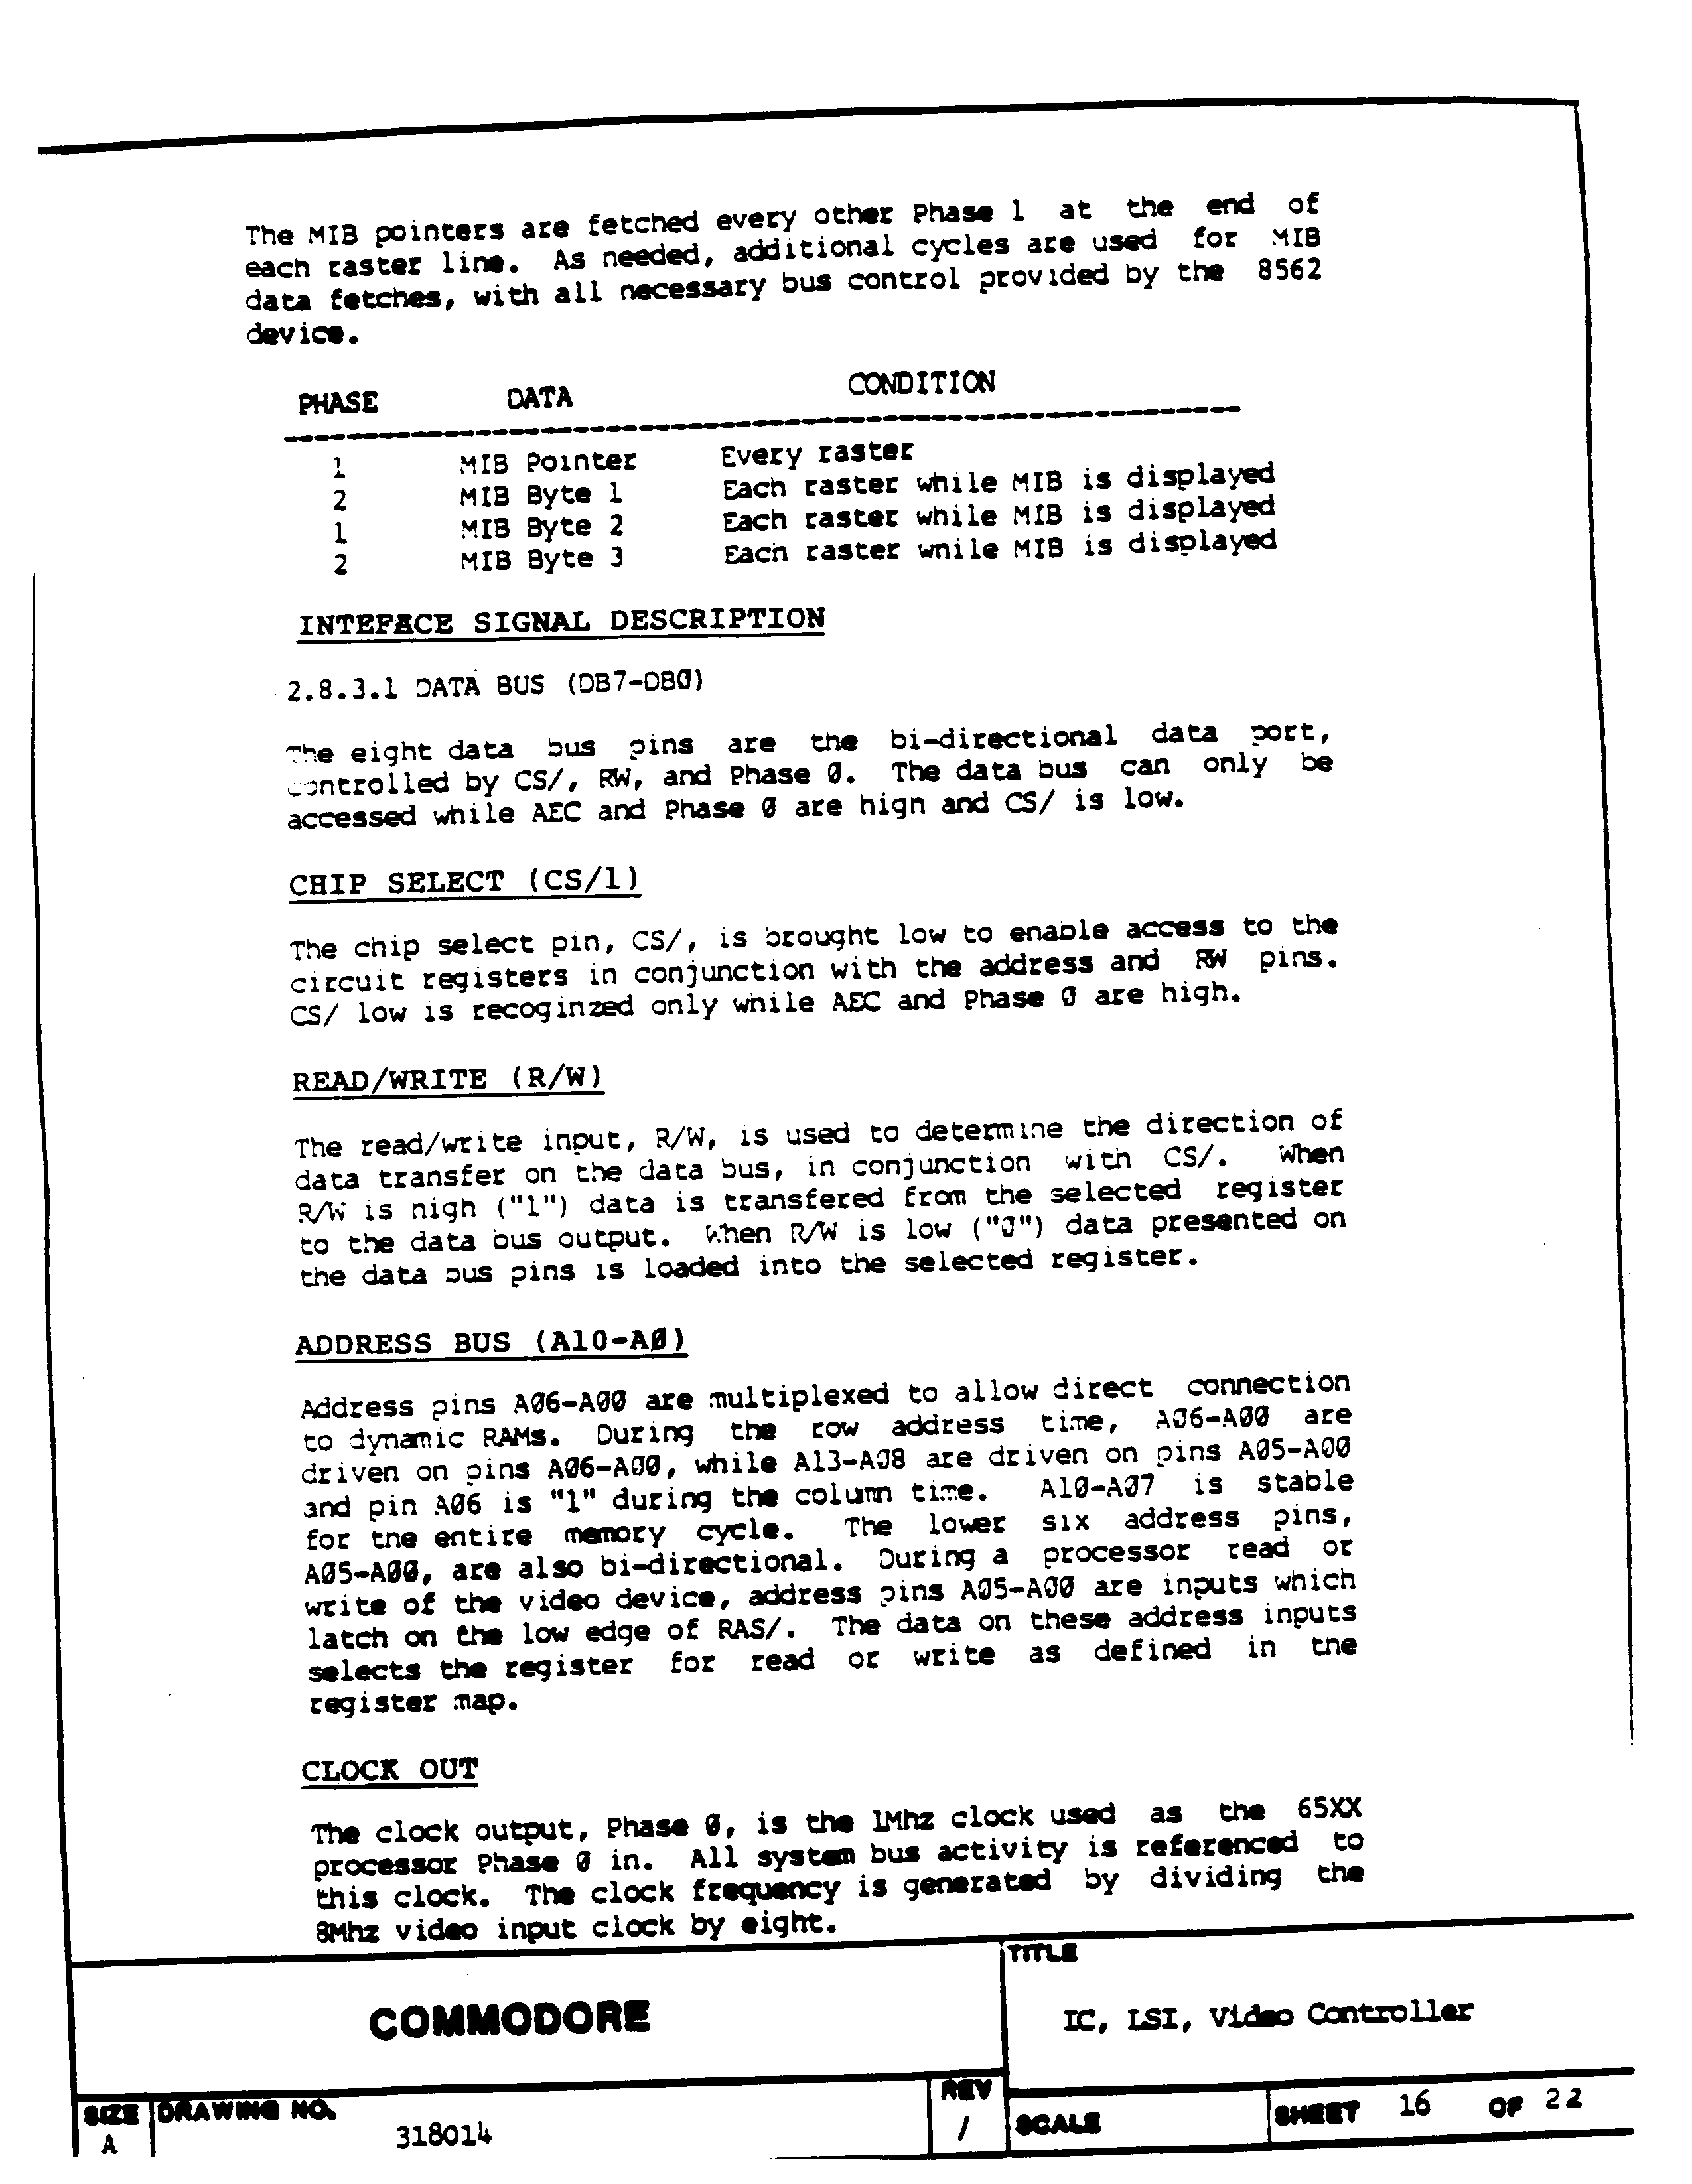 The MIB pointers are fetched every other Phase 1 at the end of
each raster line. As needed, additional cycles are used for MIB
data fetches, with all necessary bus control provided by the 8562
device.
PHASE DATA CONDITION
1 MIB Pointer Every raster
2 MIB Byte 1 Each raster while MIB is displayed
1 MIB Byte 2 Each raster while MIB is displayed
2 MIB Byte 3 Each raster while MIB is displayed
INTEFACE SIGNAL DESCRIPTION
2.8.3.1 DATA BUS (DB7-DB0)
The eight data bus pins are the bi-directional data port,
controlled by CS/, RW, and Phase 0. The data bus can only be
accessed while AEC and Phase 0 are high and CS/ is low.
CHIP SELECT (CS/1)
The chip select pin, CS/, is brought low to enable access to the
circuit registers in conjunction with the address and RW pins.
CS/ low is recoginzed only while AEC and Phase 0 are high.
READ/WRITE (R/W)
The read/write input, R/W, is used to determine the direction of
data transfer on the data bus, in conjunction with CS/. When
R/W is high ("1") data is transfered from the selected register
to the data bus output. When R/W is low ("0") data presented on
the data bus pins is loaded into the selected register.
ADDRESS BUS (A10-A0)
Address pins A06-A00 are multiplexed to allow direct connection
to dynamic RAMs. During the row address time, A06-A00 are
driven on pins A06-A00, while A13-A08 are driven on pins A05-A00
and pin A06 is "1" during the column time. A10-A07 is stable
for the entire memory cycle. The lower six address pins,
A05-A00, are also bi-directional. During a processor read or
write of the video device, address pins A05-A00 are inputs which
latch on the low edge of RAS/. The data on these address inputs
selects the register for read or write as defined in the
register map.
CLOCK OUT
The clock output, Phase 0, is the 1Mhz clock used as the 65XX
processor Phase 0 in. All system bus activity is referenced to
this clock. The clock frequency is generated by dividing the
8Mhz video input clock by eight.
COMMODORE
TITLE
IC, LSI, Video Controller
SIZE
A
DRAWING NO.
318014
REV
/
SCALE
SHEET 16 OF 22